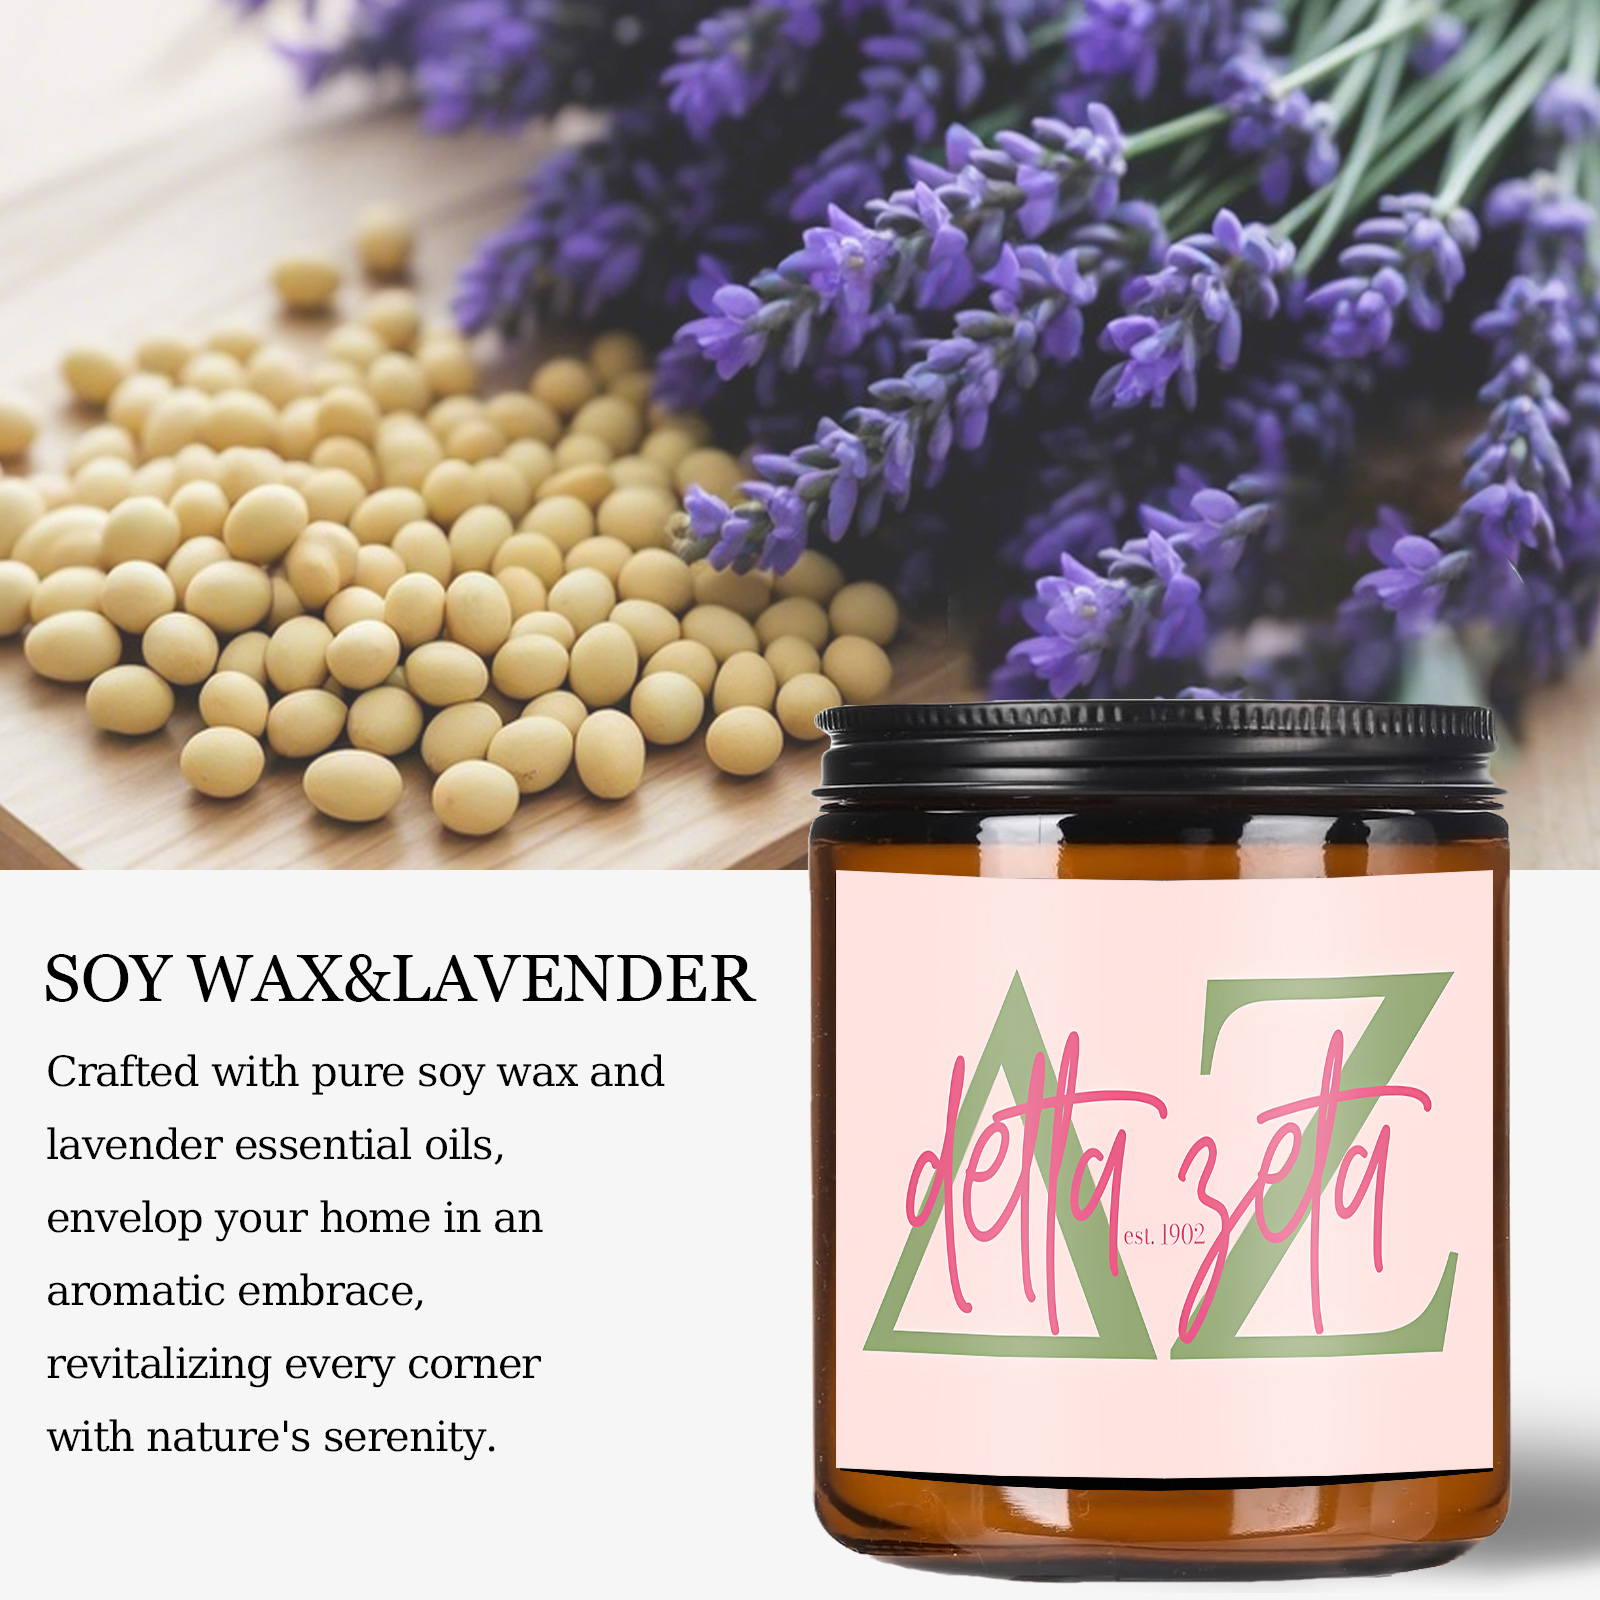 SOY WAX&LAVENDER
Crafted with pure soy wax and
lavender essential oils,
envelop your home in an
aromatic embrace,
revitalizing every corner
with nature's serenity.
ΔΖ
delta zeta
est. 1902